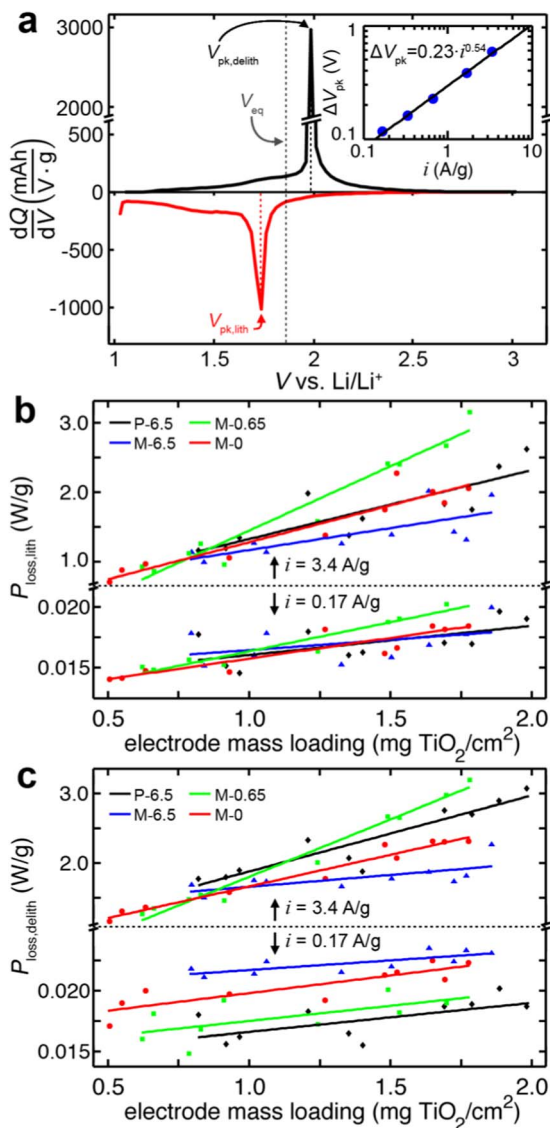 a
3000
2000
500
0
-500
-1000
dQ/dV (mAh/V·g)
V_pk,delith
V_eq
V_pk,lith
ΔV_pk=0.23·i^0.54
1
0.1
ΔV_pk (V)
0.1 1 10
i (A/g)
1 1.5 2 2.5 3
V vs. Li/Li⁺
b
P-6.5 M-0.65
M-6.5 M-0
3.0
2.0
1.0
i = 3.4 A/g
i = 0.17 A/g
0.020
0.015
P_loss,lith (W/g)
0.5 1.0 1.5 2.0
electrode mass loading (mg TiO₂/cm²)
c
P-6.5 M-0.65
M-6.5 M-0
3.0
2.0
i = 3.4 A/g
i = 0.17 A/g
0.020
0.015
P_loss,delith (W/g)
0.5 1.0 1.5 2.0
electrode mass loading (mg TiO₂/cm²)